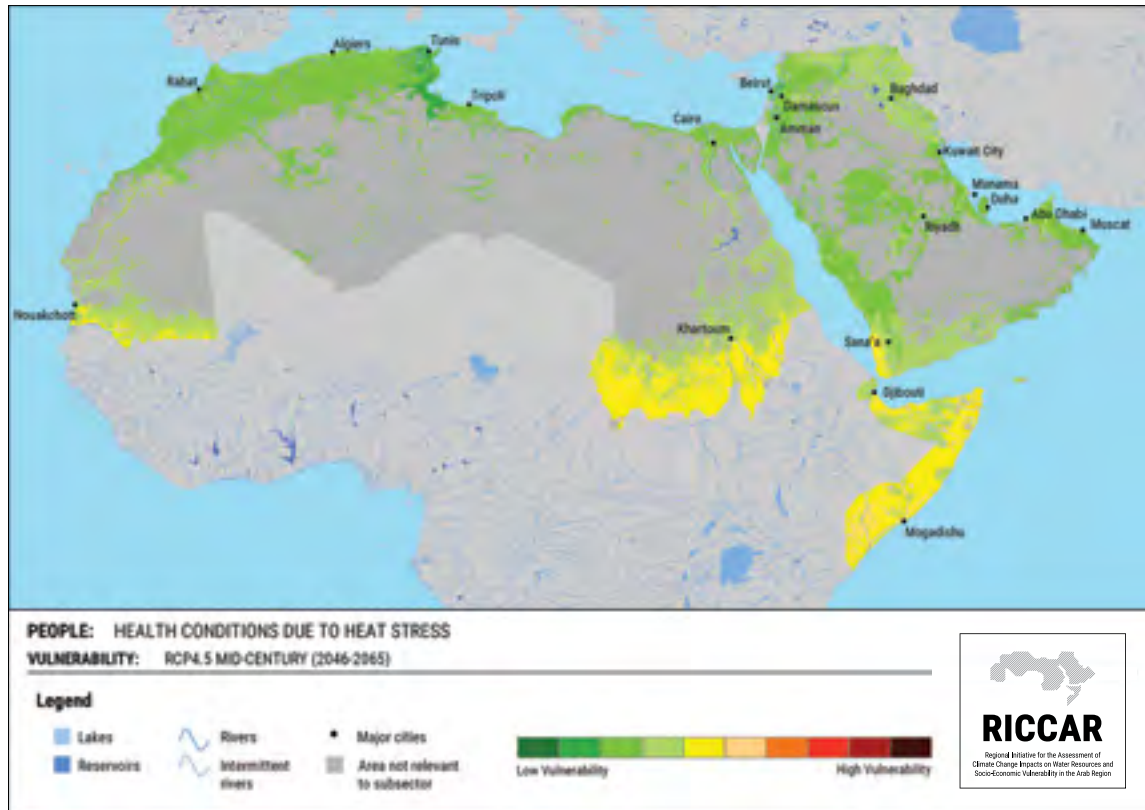 Algiers
Tunis
Rabat
Tripoli
Beirut
Damascus
Baghdad
Cairo
Amman
Kuwait City
Manama
Doha
Abu Dhabi
Riyadh
Muscat
Nouakchott
Khartoum
Sana'a
Djibouti
Mogadishu
PEOPLE: HEALTH CONDITIONS DUE TO HEAT STRESS
VULNERABILITY: RCP4.5 MID-CENTURY (2046-2065)
Legend
Lakes
Rivers
Major cities
Reservoirs
Intermittent
rivers
Area not relevant
to subsector
Low Vulnerability
High Vulnerability
RICCAR
Regional Initiative for the Assessment of
Climate Change Impacts on Water Resources and
Socio-Economic Vulnerability in the Arab Region